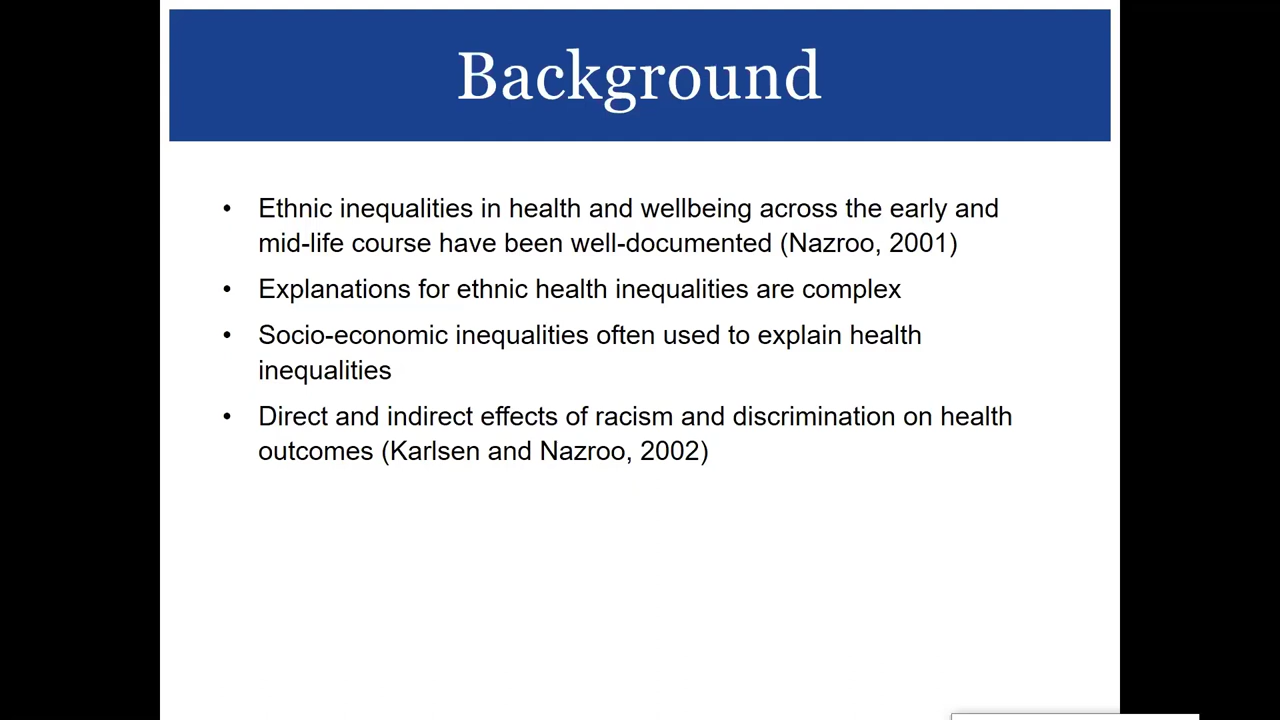 Background
• Ethnic inequalities in health and wellbeing across the early and
mid-life course have been well-documented (Nazroo, 2001)
• Explanations for ethnic health inequalities are complex
• Socio-economic inequalities often used to explain health
inequalities
• Direct and indirect effects of racism and discrimination on health
outcomes (Karlsen and Nazroo, 2002)